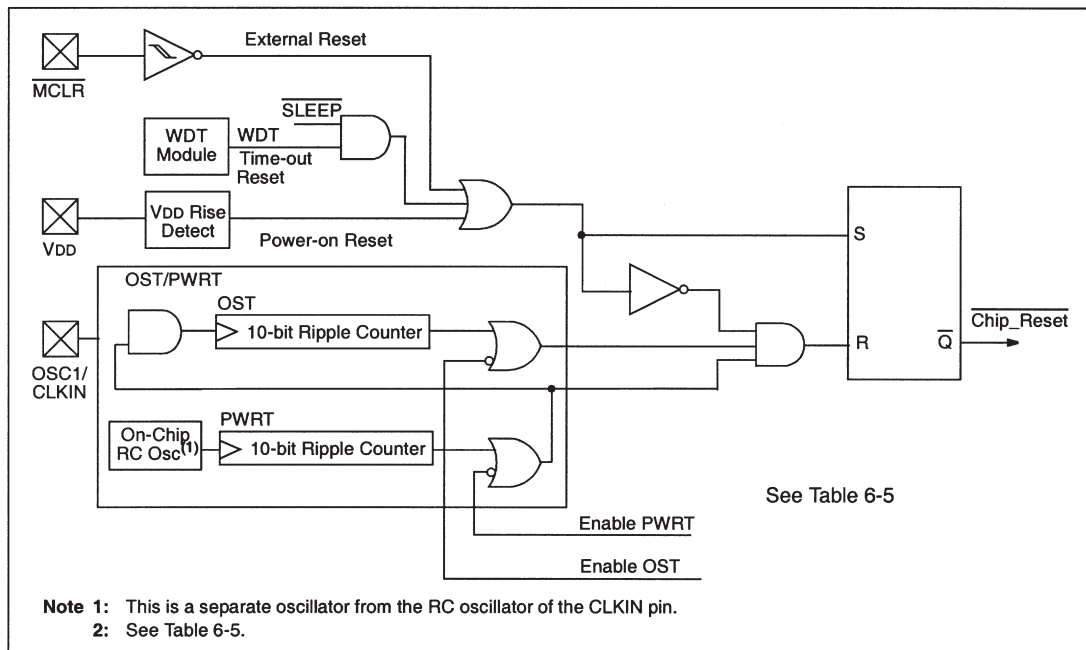 External Reset
M̅C̅L̅R̅
S̅L̅E̅E̅P̅
WDT
Module
WDT
Time-out
Reset
VDD
VDD Rise
Detect
Power-on Reset
S
OST/PWRT
OST
10-bit Ripple Counter
OSC1/
CLKIN
C̅h̅i̅p̅_̅R̅e̅s̅e̅t̅
R
Q̅
PWRT
On-Chip
RC Osc(1)
10-bit Ripple Counter
See Table 6-5
Enable PWRT
Enable OST
Note 1: This is a separate oscillator from the RC oscillator of the CLKIN pin.
2: See Table 6-5.